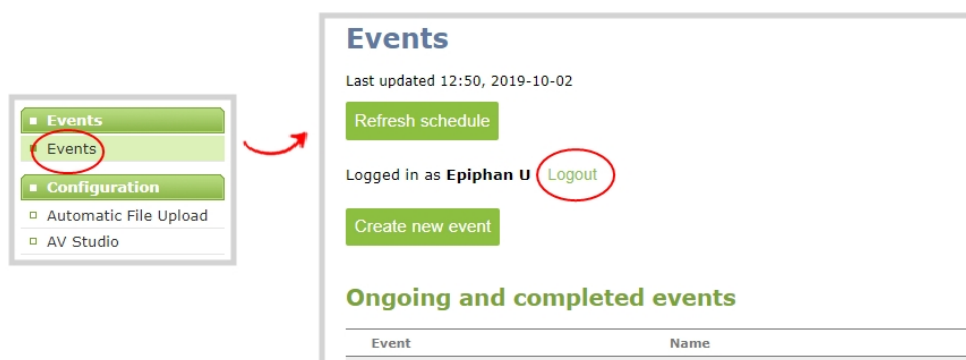 Events
Events
Configuration
Automatic File Upload
AV Studio
Events
Last updated 12:50, 2019-10-02
Refresh schedule
Logged in as Epiphan U Logout
Create new event
Ongoing and completed events
Event Name